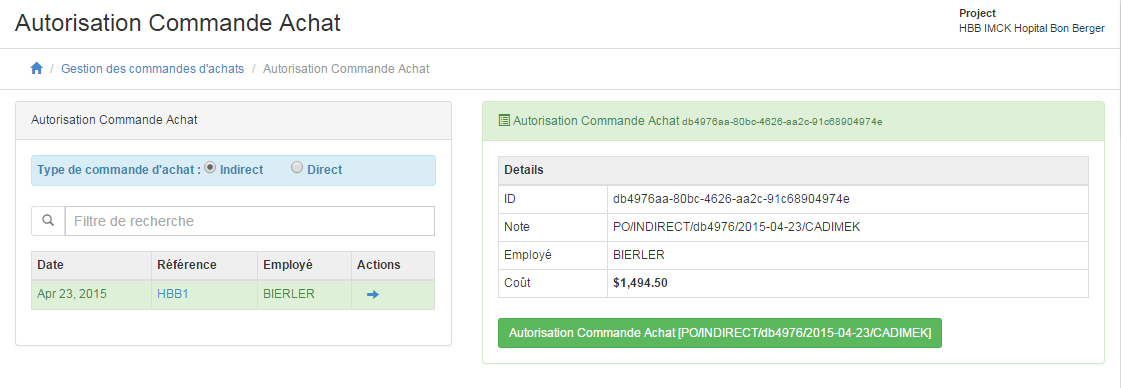 Autorisation Commande Achat
Project
HBB IMCK Hopital Bon Berger
/ Gestion des commandes d'achats / Autorisation Commande Achat
Autorisation Commande Achat
Type de commande d'achat : Indirect Direct
Filtre de recherche
Date Référence Employé Actions
Apr 23, 2015 HBB1 BIERLER
Autorisation Commande Achat db4976aa-80bc-4626-aa2c-91c68904974e
Details
ID db4976aa-80bc-4626-aa2c-91c68904974e
Note PO/INDIRECT/db4976/2015-04-23/CADIMEK
Employé BIERLER
Coût $1,494.50
Autorisation Commande Achat [PO/INDIRECT/db4976/2015-04-23/CADIMEK]